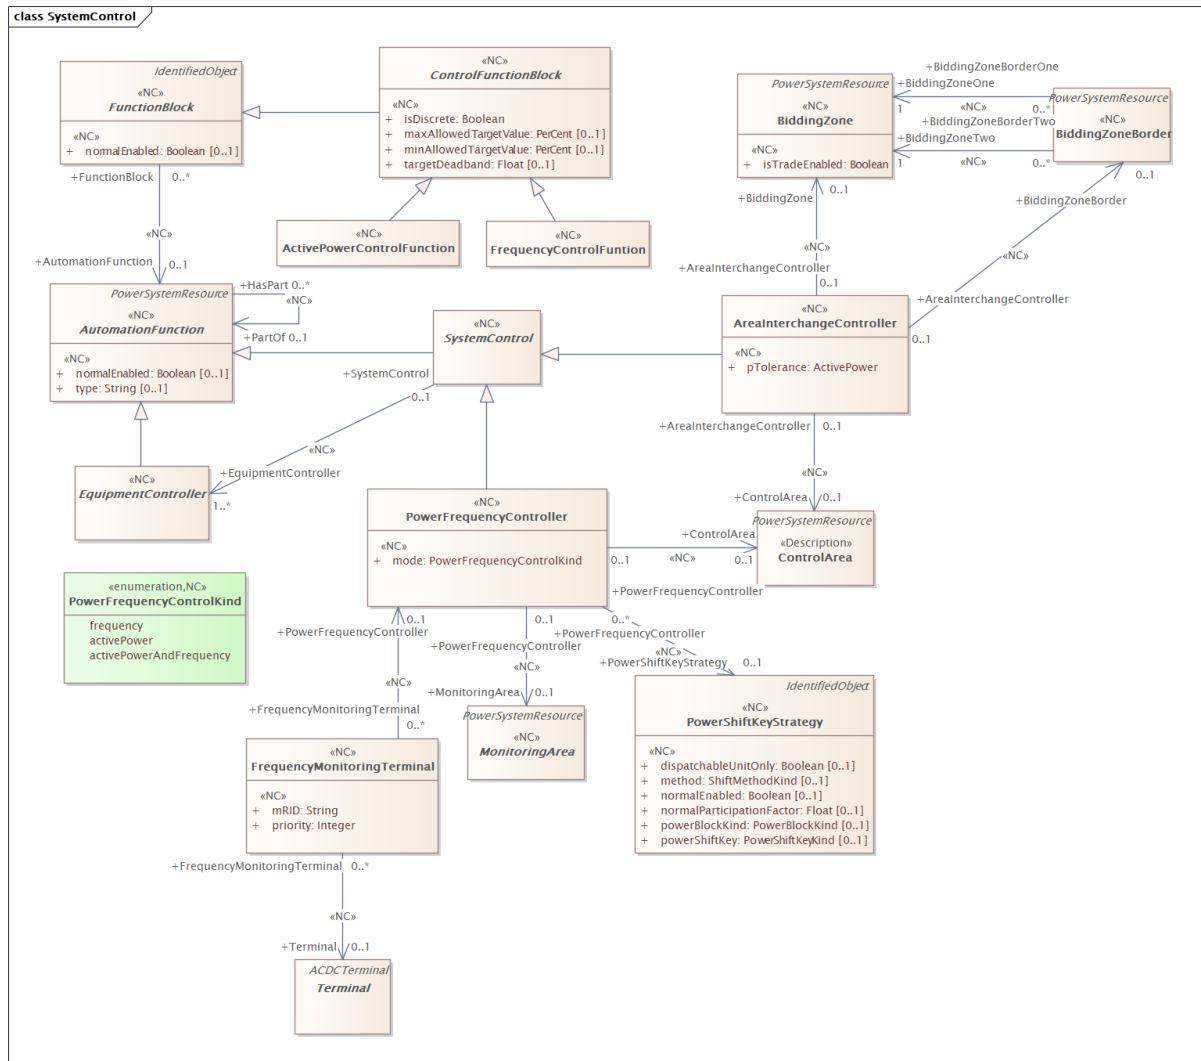 class SystemControl
IdentifiedObject
«NC»
FunctionBlock
«NC»
+ normalEnabled: Boolean [0..1]
«NC»
ControlFunctionBlock
«NC»
+ isDiscrete: Boolean
+ maxAllowedTargetValue: PerCent [0..1]
+ minAllowedTargetValue: PerCent [0..1]
+ targetDeadband: Float [0..1]
+BiddingZoneBorderOne
+BiddingZoneOne
1
«NC»
0..*
+BiddingZoneBorderTwo
+BiddingZoneTwo
1
«NC»
0..*
PowerSystemResource
«NC»
BiddingZone
«NC»
+ isTradeEnabled: Boolean
PowerSystemResource
«NC»
BiddingZoneBorder
+FunctionBlock 0..*
«NC»
+AutomationFunction 0..1
«NC»
ActivePowerControlFunction
«NC»
FrequencyControlFuntion
+BiddingZone 0..1
«NC»
+AreaInterchangeController
0..1
0..1
+BiddingZoneBorder
«NC»
+AreaInterchangeController
0..1
PowerSystemResource
«NC»
AutomationFunction
«NC»
+ normalEnabled: Boolean [0..1]
+ type: String [0..1]
+HasPart 0..*
«NC»
+PartOf 0..1
«NC»
SystemControl
«NC»
AreaInterchangeController
«NC»
+ pTolerance: ActivePower
+SystemControl
0..1
«NC»
+EquipmentController
1..*
«NC»
EquipmentController
+AreaInterchangeController 0..1
«NC»
+ControlArea 0..1
«NC»
PowerFrequencyController
«NC»
+ mode: PowerFrequencyControlKind
+ControlArea
0..1 «NC» 0..1
+PowerFrequencyController
PowerSystemResource
«Description»
ControlArea
«enumeration,NC»
PowerFrequencyControlKind
frequency
activePower
activePowerAndFrequency
0..1
+PowerFrequencyController
«NC»
+FrequencyMonitoringTerminal
0..*
0..1
+PowerFrequencyController
«NC»
+MonitoringArea 0..1
0..*
+PowerFrequencyController
«NC»
+PowerShiftKeyStrategy 0..1
PowerSystemResource
«NC»
MonitoringArea
IdentifiedObject
«NC»
PowerShiftKeyStrategy
«NC»
+ dispatchableUnitOnly: Boolean [0..1]
+ method: ShiftMethodKind [0..1]
+ normalEnabled: Boolean [0..1]
+ normalParticipationFactor: Float [0..1]
+ powerBlockKind: PowerBlockKind [0..1]
+ powerShiftKey: PowerShiftKeyKind [0..1]
«NC»
FrequencyMonitoringTerminal
«NC»
+ mRID: String
+ priority: Integer
+FrequencyMonitoringTerminal 0..*
«NC»
+Terminal 0..1
ACDCTerminal
Terminal